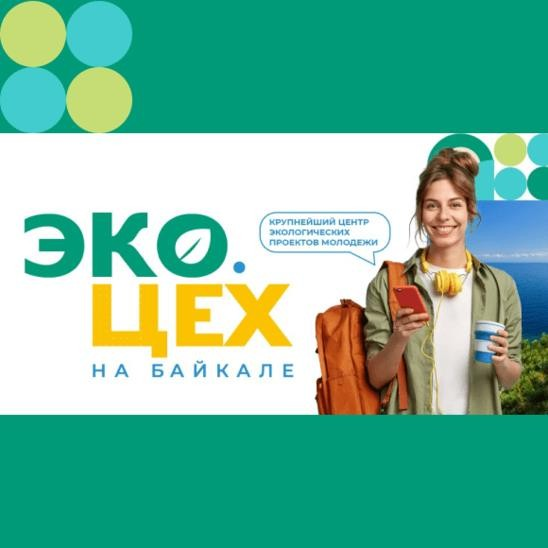 ЭКО.
ЦЕХ
НА БАЙКАЛЕ
КРУПНЕЙШИЙ ЦЕНТР
ЭКОЛОГИЧЕСКИХ
ПРОЕКТОВ МОЛОДЕЖИ